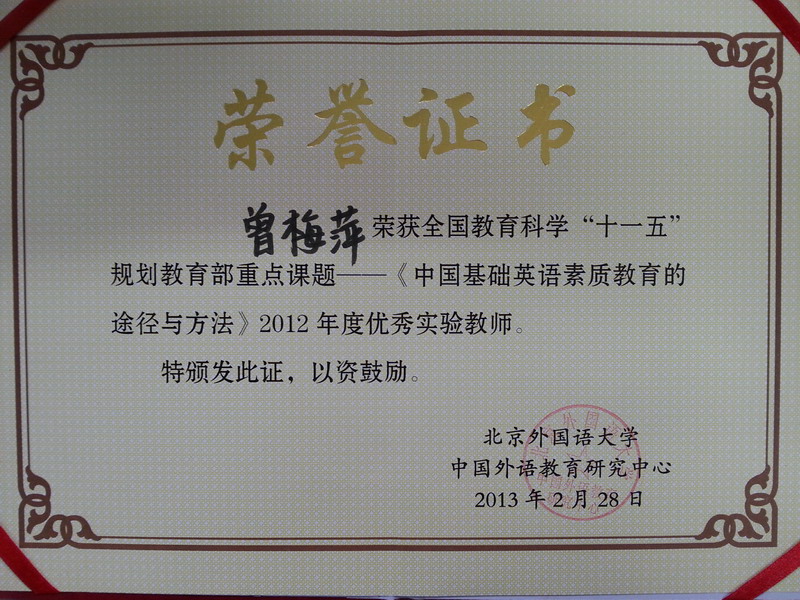 荣誉证书
曾梅萍荣获全国教育科学“十一五”
规划教育部重点课题——《中国基础英语素质教育的
途径与方法》2012年度优秀实验教师。
特颁发此证，以资鼓励。
北京外国语大学
中国外语教育研究中心
2013年2月28日